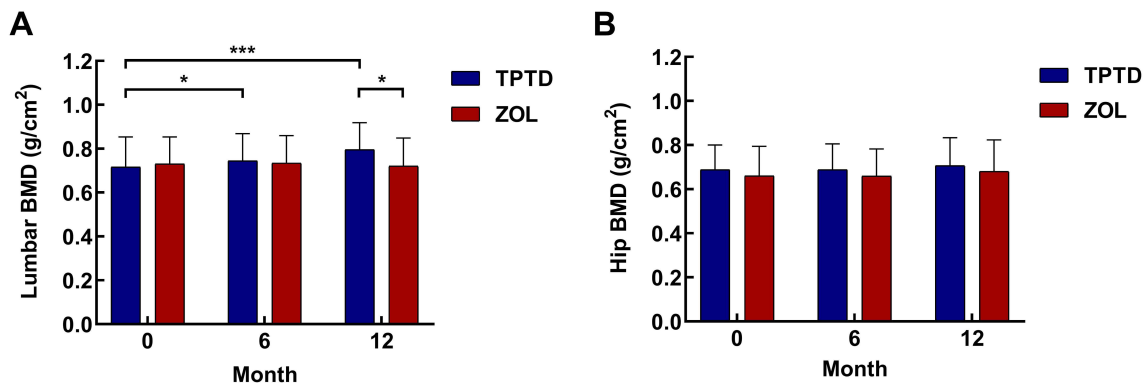 A
Lumbar BMD (g/cm²)
1.2
1.0
0.8
0.6
0.4
0.2
0.0
***
*
*
TPTD
ZOL
0 6 12
Month
B
Hip BMD (g/cm²)
1.2
1.0
0.8
0.6
0.4
0.2
0.0
TPTD
ZOL
0 6 12
Month